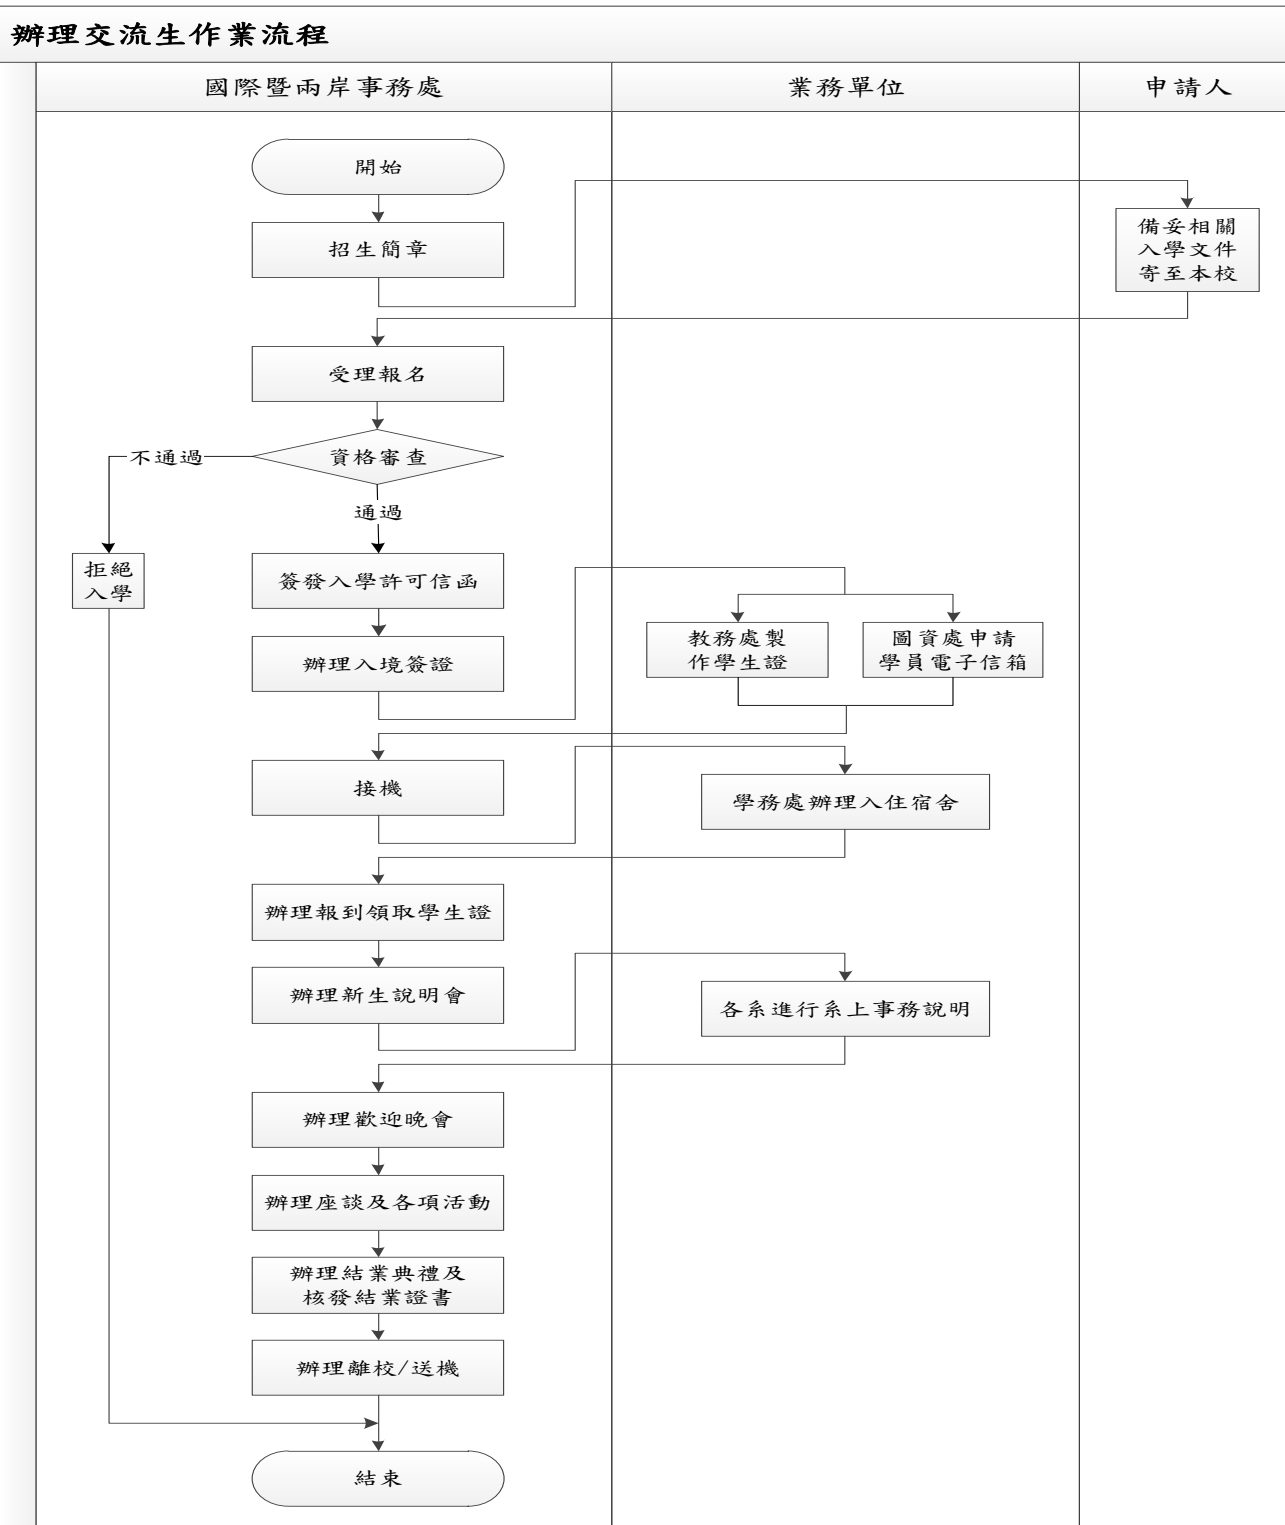 辦理交流生作業流程
國際暨兩岸事務處
業務單位
申請人
開始
招生簡章
備妥相關
入學文件
寄至本校
受理報名
資格審查
不通過
通過
拒絕
入學
簽發入學許可信函
辦理入境簽證
教務處製
作學生證
圖資處申請
學員電子信箱
接機
學務處辦理入住宿舍
辦理報到領取學生證
辦理新生說明會
各系進行系上事務說明
辦理歡迎晚會
辦理座談及各項活動
辦理結業典禮及
核發結業證書
辦理離校/送機
結束